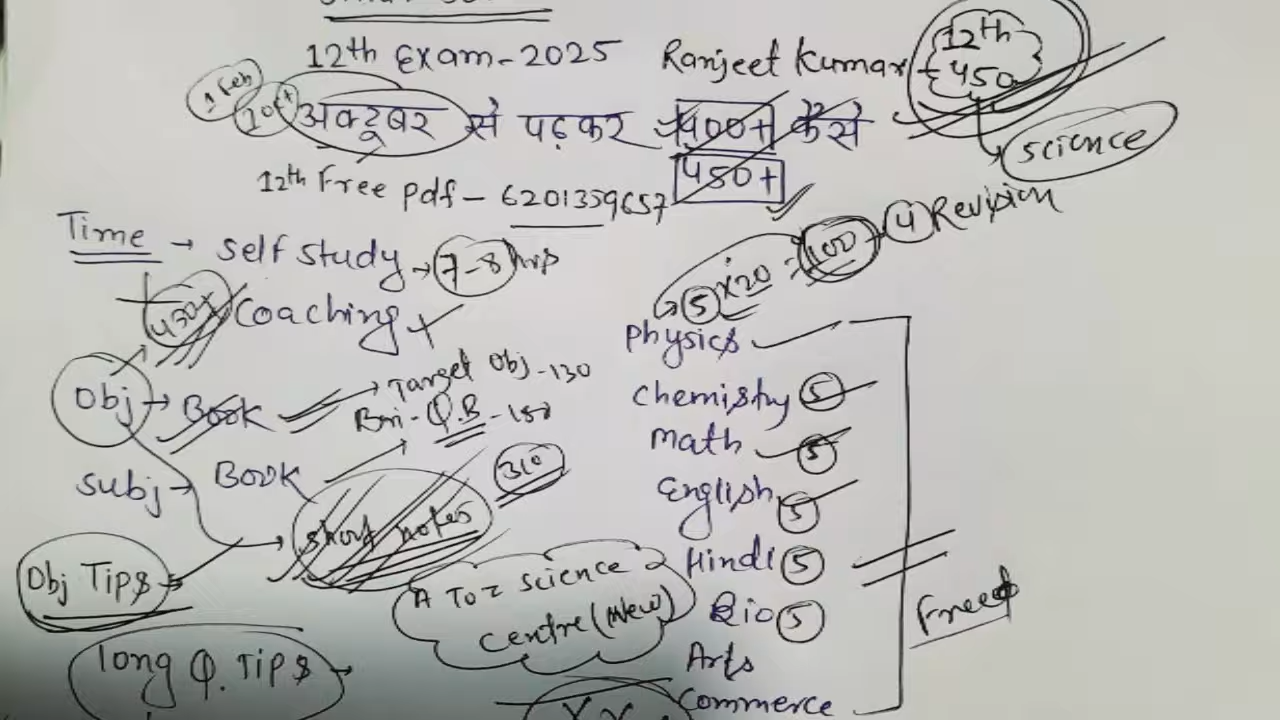 12th Exam-2025 Ranjeet Kumar - 12th 450
1 Feb 10+ अक्टूबर से पढ़कर 400+ कैसे
science
450+
12th Free pdf - 6201359657
Time → self study → 7-8 hrs
5 x 20 = 100 → 4 Revision
430+ Coaching x
Physics
Obj → Book → Target Obj - 130
Chemistry 5
Q.B - 150
Math 5
Subj → Book
310
English 5
short notes
Hindi 5
Obj Tips
A To Z science
centre (New)
Bio 5
Free
Long Q. Tips →
Arts
Commerce